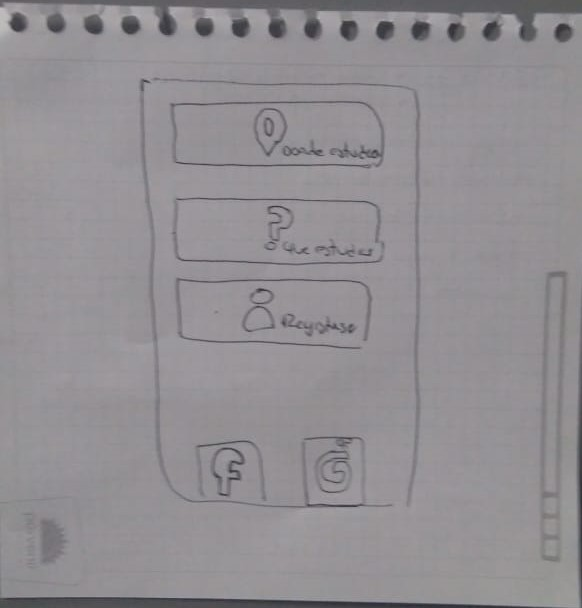 Donde estudiar
? que estudiar
Registrase
f
G+